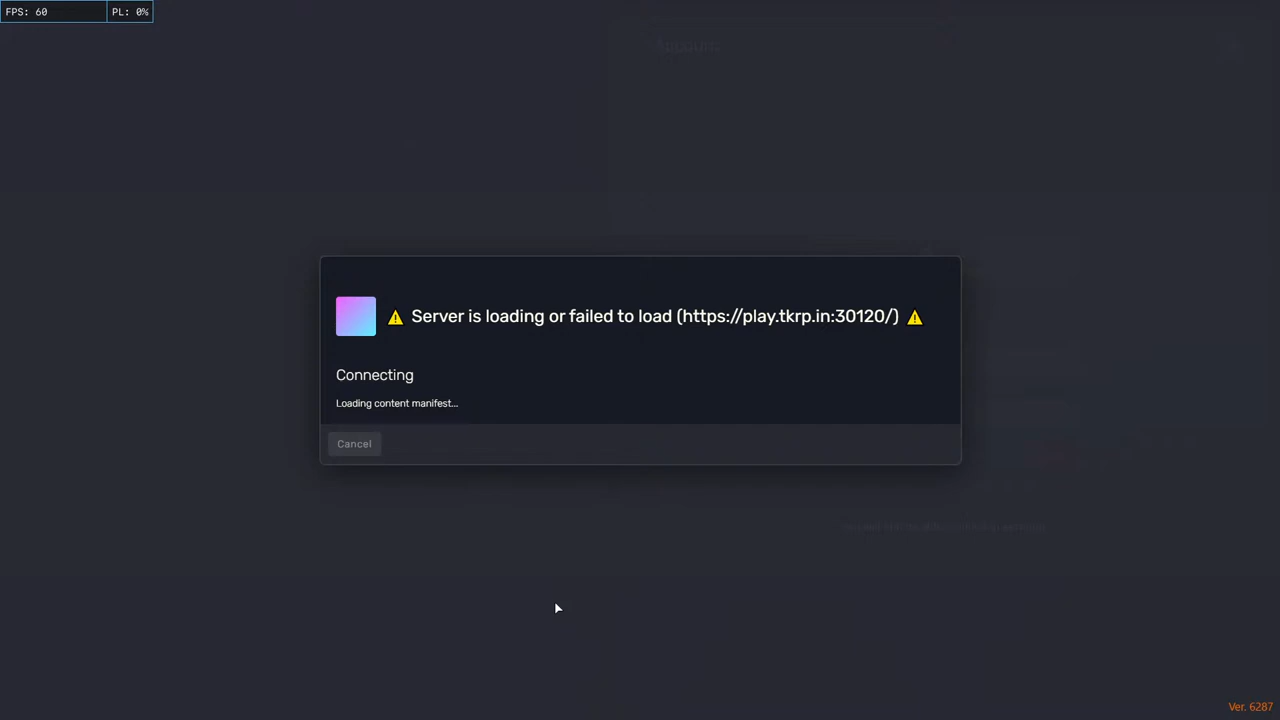 FPS: 60 PL: 0%
⚠ Server is loading or failed to load (https://play.tkrp.in:30120/) ⚠
Connecting
Loading content manifest...
Cancel
Ver. 6287